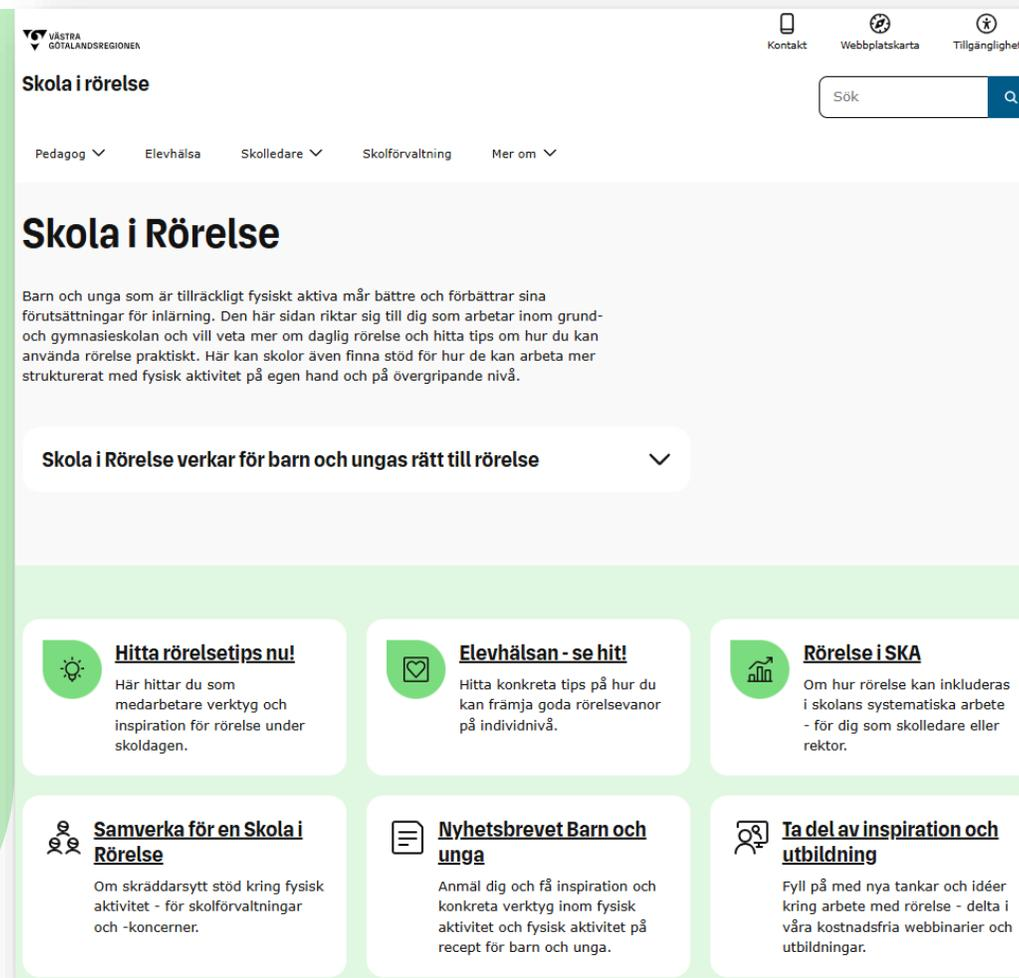 VÄSTRA
GÖTALANDSREGIONEN
Kontakt
Webbplatskarta
Tillgänglighet
Skola i rörelse
Sök
Pedagog
Elevhälsa
Skolledare
Skolförvaltning
Mer om
Skola i Rörelse
Barn och unga som är tillräckligt fysiskt aktiva mår bättre och förbättrar sina
förutsättningar för inlärning. Den här sidan riktar sig till dig som arbetar inom grund-
och gymnasieskolan och vill veta mer om daglig rörelse och hitta tips om hur du kan
använda rörelse praktiskt. Här kan skolor även finna stöd för hur de kan arbeta mer
strukturerat med fysisk aktivitet på egen hand och på övergripande nivå.
Skola i Rörelse verkar för barn och ungas rätt till rörelse
Hitta rörelsetips nu!
Här hittar du som
medarbetare verktyg och
inspiration för rörelse under
skoldagen.
Elevhälsan - se hit!
Hitta konkreta tips på hur du
kan främja goda rörelsevanor
på individnivå.
Rörelse i SKA
Om hur rörelse kan inkluderas
i skolans systematiska arbete
- för dig som skolledare eller
rektor.
Samverka för en Skola i
Rörelse
Om skräddarsytt stöd kring fysisk
aktivitet - för skolförvaltningar
och -koncerner.
Nyhetsbrevet Barn och
unga
Anmäl dig och få inspiration och
konkreta verktyg inom fysisk
aktivitet och fysisk aktivitet på
recept för barn och unga.
Ta del av inspiration och
utbildning
Fyll på med nya tankar och idéer
kring arbete med rörelse - delta i
våra kostnadsfria webbinarier och
utbildningar.